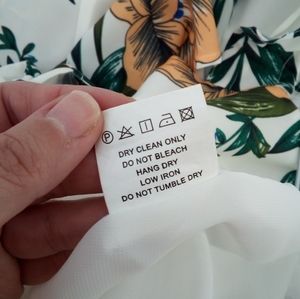 P
DRY CLEAN ONLY
DO NOT BLEACH
HANG DRY
LOW IRON
DO NOT TUMBLE DRY